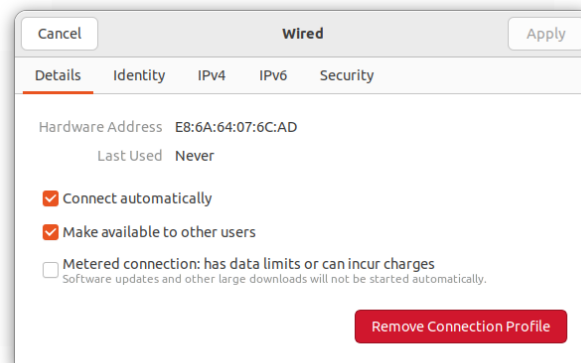 Cancel
Wired
Apply
Details
Identity
IPv4
IPv6
Security
Hardware Address E8:6A:64:07:6C:AD
Last Used Never
Connect automatically
Make available to other users
Metered connection: has data limits or can incur charges
Software updates and other large downloads will not be started automatically.
Remove Connection Profile